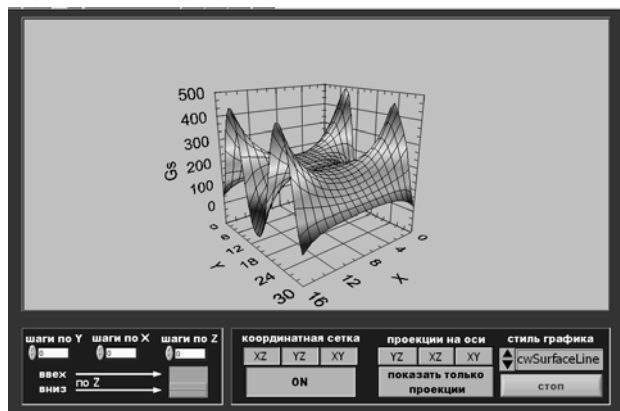 500
400
300
200
100
0
Gs
0 6 12 18 24 30
Y
16 12 8 4 0
X
шаги по Y шаги по X шаги по Z
0 0 0
ввех
вниз
по Z
координатная сетка
XZ YZ XY
ON
проекции на оси
YZ XZ XY
показать только
проекции
стиль графика
cwSurfaceLine
стоп